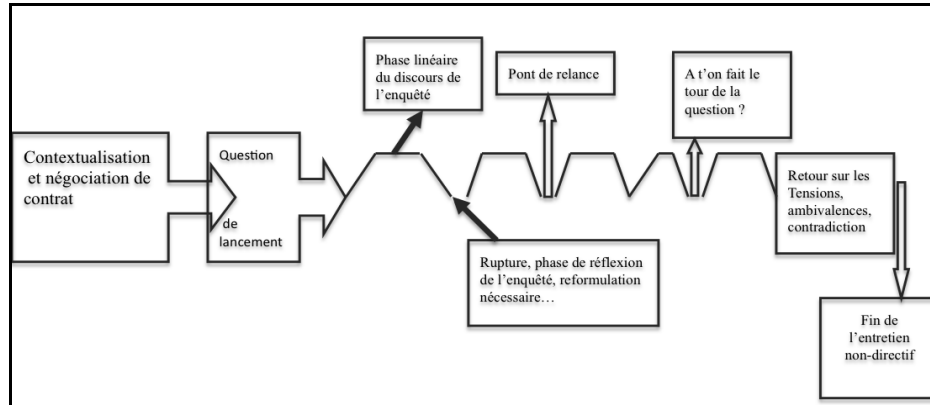 Contextualisation
et négociation de
contrat
Question
de
lancement
Phase linéaire
du discours de
l'enquêté
Rupture, phase de réflexion
de l'enquêté, reformulation
nécessaire…
Pont de relance
A t'on fait le
tour de la
question ?
Retour sur les
Tensions,
ambivalences,
contradiction
Fin de
l'entretien
non-directif